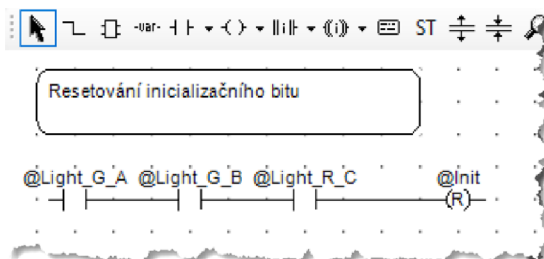 -var- ST
Resetování inicializačního bitu
@Light_G_A @Light_G_B @Light_R_C @Init
(R)